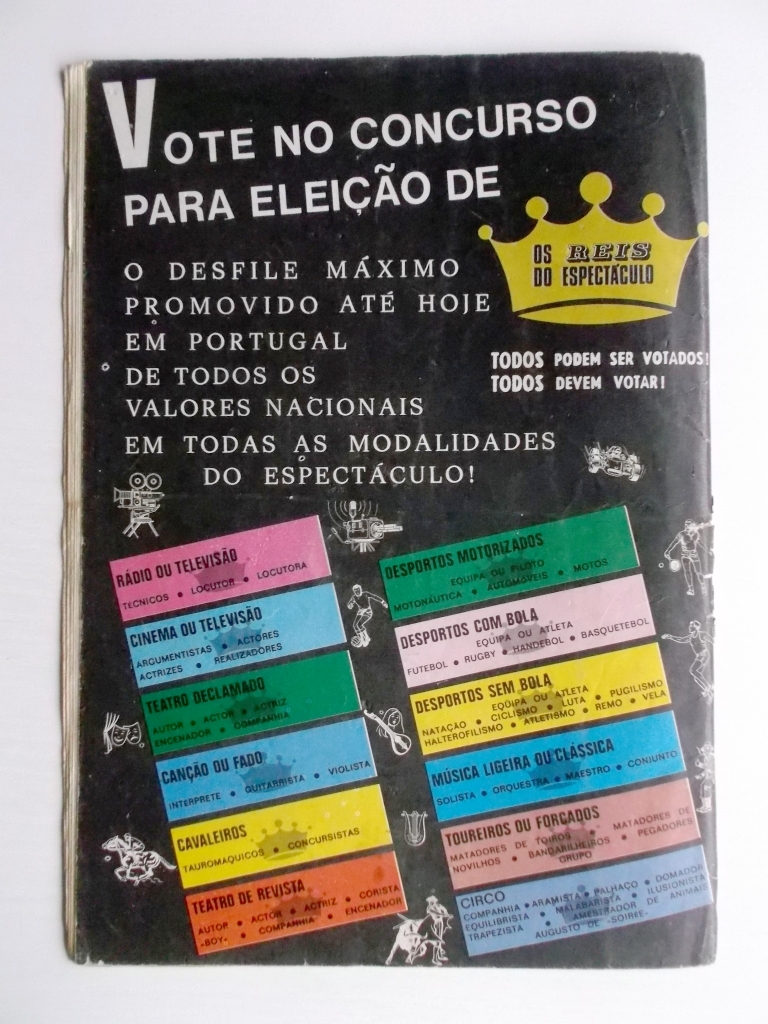 VOTE NO CONCURSO
PARA ELEIÇÃO DE
OS REIS
DO ESPECTÁCULO
O DESFILE MÁXIMO
PROMOVIDO ATÉ HOJE
EM PORTUGAL
DE TODOS OS
VALORES NACIONAIS
EM TODAS AS MODALIDADES
DO ESPECTÁCULO!
TODOS PODEM SER VOTADOS!
TODOS DEVEM VOTAR!
RÁDIO OU TELEVISÃO
TECNICOS • LOCUTOR • LOCUTORA
CINEMA OU TELEVISÃO
ARGUMENTISTAS • ACTORES
ACTRIZES • REALIZADORES
TEATRO DECLAMADO
AUTOR • ACTOR • ACTRIZ
ENCENADOR • COMPANHIA
CANÇÃO OU FADO
INTERPRETE • GUITARRISTA • VIOLISTA
CAVALEIROS
TAUROMAQUICOS • CONCURSISTAS
TEATRO DE REVISTA
AUTOR • ACTOR • ACTRIZ • CORISTA
«BOY» • COMPANHIA • ENCENADOR
DESPORTOS MOTORIZADOS
EQUIPA OU PILOTO
MOTONÁUTICA • AUTOMÓVEIS • MOTOS
DESPORTOS COM BOLA
EQUIPA OU ATLETA
FUTEBOL • RUGBY • HANDEBOL • BASQUETEBOL
DESPORTOS SEM BOLA
EQUIPA OU ATLETA
NATAÇÃO • CICLISMO • LUTA • PUGILISMO
HALTEROFILISMO • ATLETISMO • REMO • VELA
MÚSICA LIGEIRA OU CLÁSSICA
SOLISTA • ORQUESTRA • MAESTRO • CONJUNTO
TOUREIROS OU FORCADOS
MATADORES DE TOIROS • MATADORES DE
NOVILHOS • BANDARILHEIROS • PEGADORES
GRUPO
CIRCO
COMPANHIA • ARAMISTA • PALHAÇO • DOMADOR
EQUILIBRISTA • MALABARISTA • ILUSIONISTA
TRAPEZISTA • AMESTRADOR DE ANIMAIS
AUGUSTO DE «SOIRÉE»